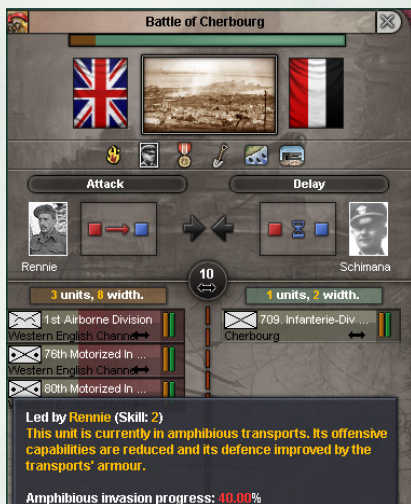 Battle of Cherbourg
Attack
Delay
Rennie
Schimana
10
3 units, 8 width.
1 units, 2 width.
1st Airborne Division
Western English Channel
709. Infanterie-Div ...
Cherbourg
76th Motorized In ...
Western English Channel
80th Motorized In ...
Led by Rennie (Skill: 2)
This unit is currently in amphibious transports. Its offensive
capabilities are reduced and its defence improved by the
transports' armour.
Amphibious invasion progress: 40.00%